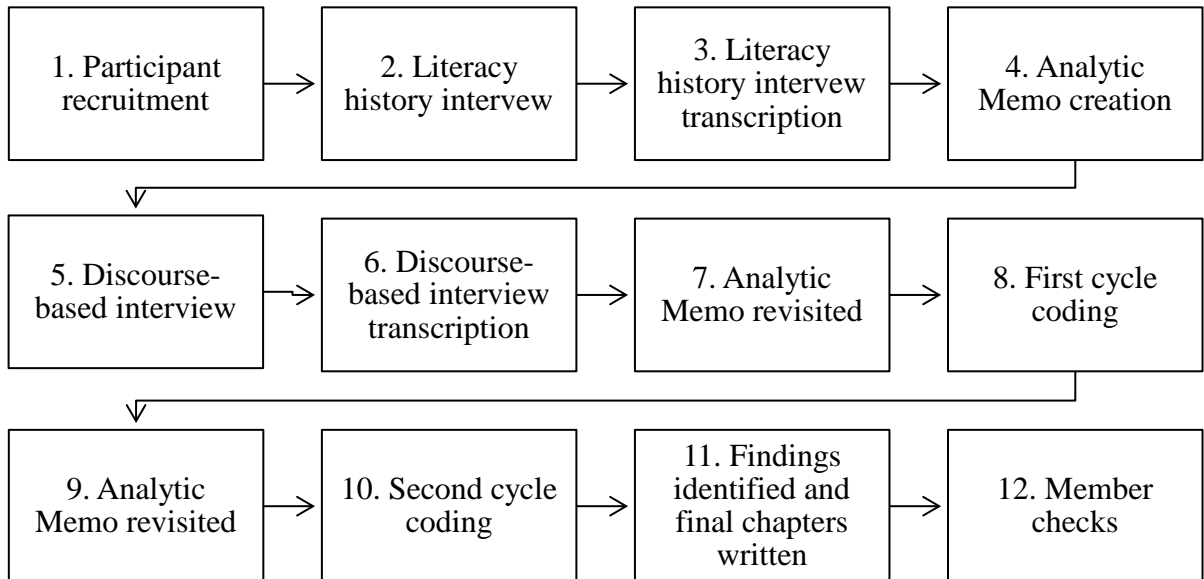 1. Participant
recruitment
2. Literacy
history intervew
3. Literacy
history intervew
transcription
4. Analytic
Memo creation
5. Discourse-
based interview
6. Discourse-
based interview
transcription
7. Analytic
Memo revisited
8. First cycle
coding
9. Analytic
Memo revisited
10. Second cycle
coding
11. Findings
identified and
final chapters
written
12. Member
checks